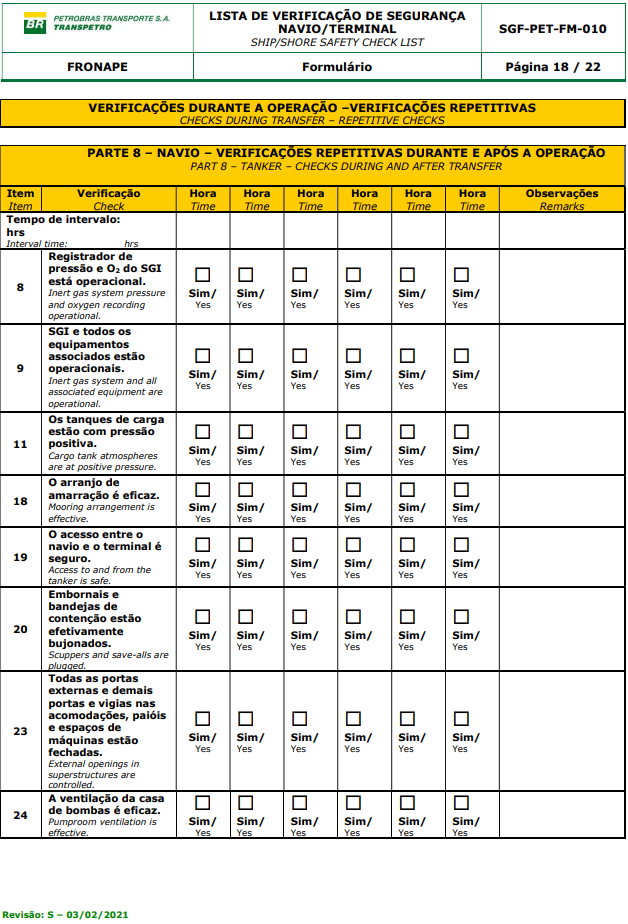 BR PETROBRAS TRANSPORTE S.A.
TRANSPETRO
LISTA DE VERIFICAÇÃO DE SEGURANÇA
NAVIO/TERMINAL
SHIP/SHORE SAFETY CHECK LIST
SGF-PET-FM-010
FRONAPE
Formulário
Página 18 / 22
VERIFICAÇÕES DURANTE A OPERAÇÃO –VERIFICAÇÕES REPETITIVAS
CHECKS DURING TRANSFER – REPETITIVE CHECKS
PARTE 8 – NAVIO – VERIFICAÇÕES REPETITIVAS DURANTE E APÓS A OPERAÇÃO
PART 8 – TANKER – CHECKS DURING AND AFTER TRANSFER
Item Verificação Hora Hora Hora Hora Hora Hora Observações
Item Check Time Time Time Time Time Time Remarks
Tempo de intervalo:
hrs
Interval time: hrs
8
Registrador de
pressão e O₂ do SGI
está operacional.
Inert gas system pressure
and oxygen recording
operational.
☐ ☐ ☐ ☐ ☐ ☐
Sim/ Sim/ Sim/ Sim/ Sim/ Sim/
Yes Yes Yes Yes Yes Yes
9
SGI e todos os
equipamentos
associados estão
operacionais.
Inert gas system and all
associated equipment are
operational.
☐ ☐ ☐ ☐ ☐ ☐
Sim/ Sim/ Sim/ Sim/ Sim/ Sim/
Yes Yes Yes Yes Yes Yes
11
Os tanques de carga
estão com pressão
positiva.
Cargo tank atmospheres
are at positive pressure.
☐ ☐ ☐ ☐ ☐ ☐
Sim/ Sim/ Sim/ Sim/ Sim/ Sim/
Yes Yes Yes Yes Yes Yes
18
O arranjo de
amarração é eficaz.
Mooring arrangement is
effective.
☐ ☐ ☐ ☐ ☐ ☐
Sim/ Sim/ Sim/ Sim/ Sim/ Sim/
Yes Yes Yes Yes Yes Yes
19
O acesso entre o
navio e o terminal é
seguro.
Access to and from the
tanker is safe.
☐ ☐ ☐ ☐ ☐ ☐
Sim/ Sim/ Sim/ Sim/ Sim/ Sim/
Yes Yes Yes Yes Yes Yes
20
Embornais e
bandejas de
contenção estão
efetivamente
bujonados.
Scuppers and save-alls are
plugged.
☐ ☐ ☐ ☐ ☐ ☐
Sim/ Sim/ Sim/ Sim/ Sim/ Sim/
Yes Yes Yes Yes Yes Yes
23
Todas as portas
externas e demais
portas e vigias nas
acomodações, paióis
e espaços de
máquinas estão
fechadas.
External openings in
superstructures are
controlled.
☐ ☐ ☐ ☐ ☐ ☐
Sim/ Sim/ Sim/ Sim/ Sim/ Sim/
Yes Yes Yes Yes Yes Yes
24
A ventilação da casa
de bombas é eficaz.
Pumproom ventilation is
effective.
☐ ☐ ☐ ☐ ☐ ☐
Sim/ Sim/ Sim/ Sim/ Sim/ Sim/
Yes Yes Yes Yes Yes Yes
Revisão: S – 03/02/2021